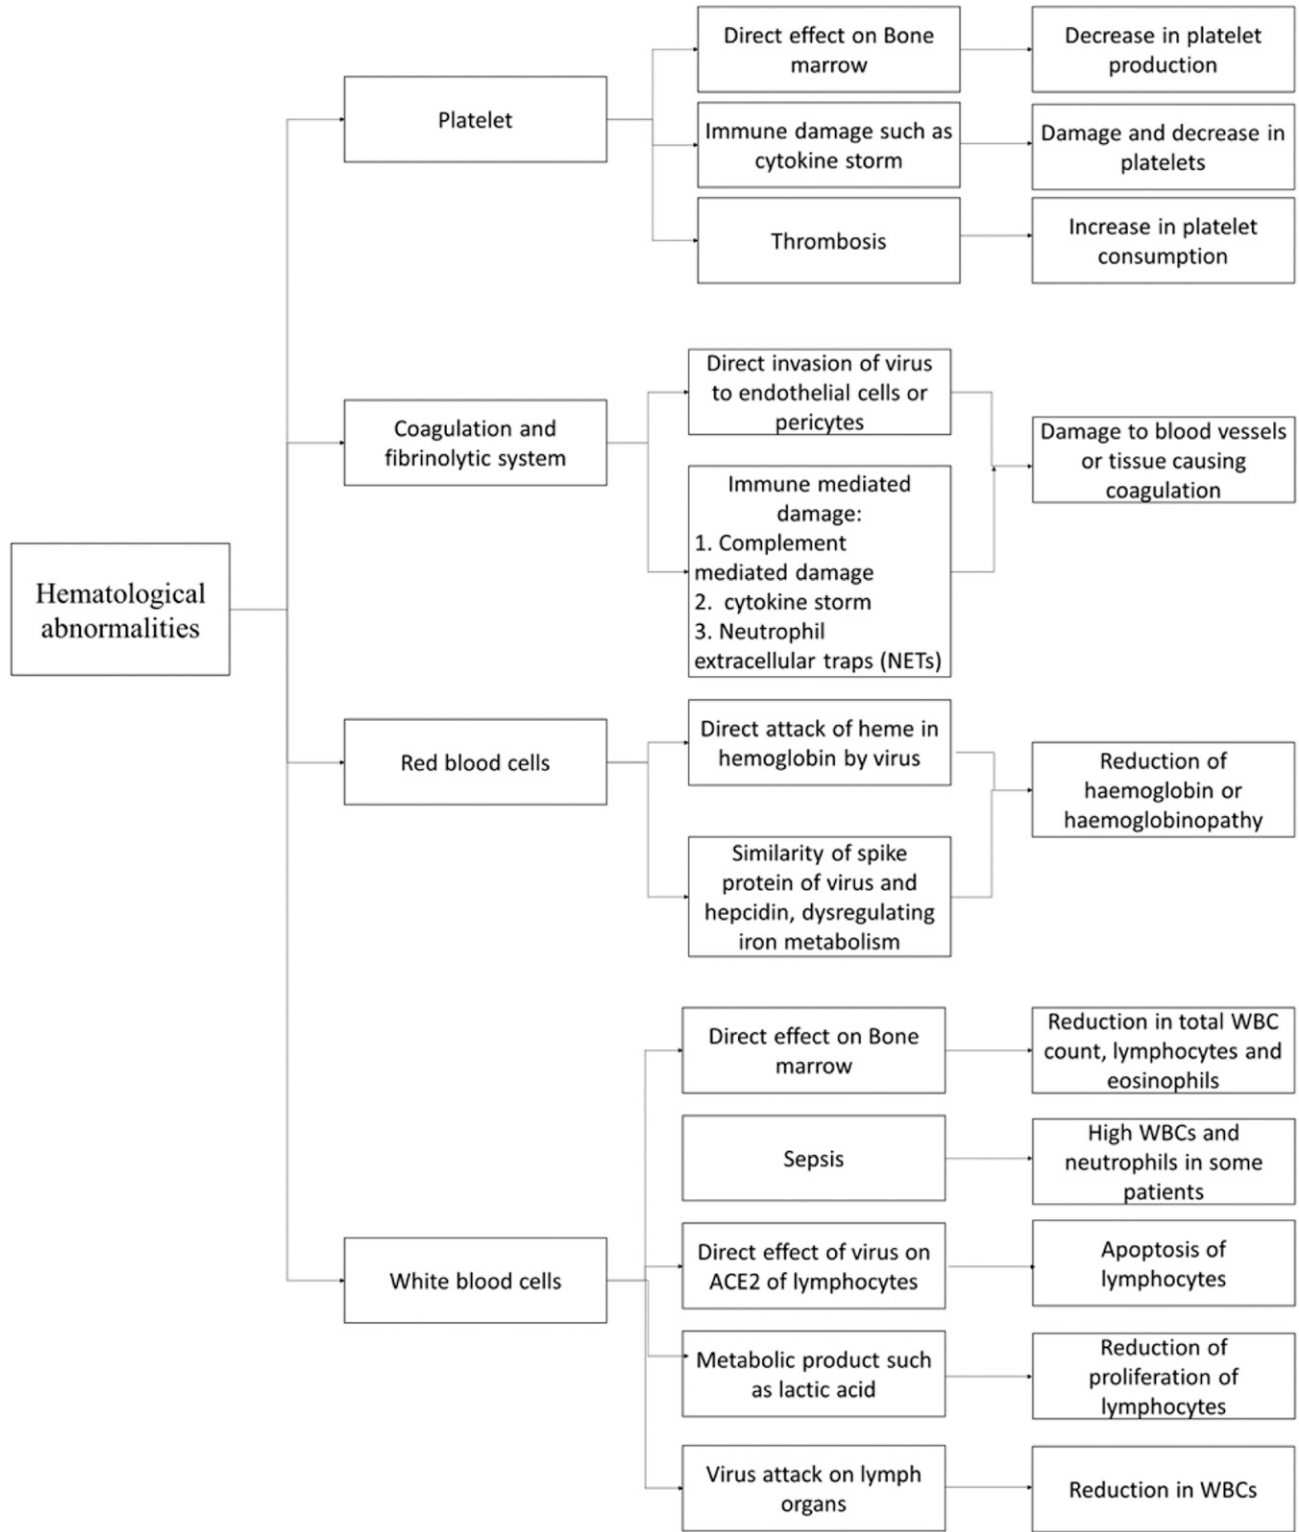 Hematological
abnormalities
Platelet
Direct effect on Bone
marrow
Decrease in platelet
production
Immune damage such as
cytokine storm
Damage and decrease in
platelets
Thrombosis
Increase in platelet
consumption
Coagulation and
fibrinolytic system
Direct invasion of virus
to endothelial cells or
pericytes
Immune mediated
damage:
1. Complement
mediated damage
2. cytokine storm
3. Neutrophil
extracellular traps (NETs)
Damage to blood vessels
or tissue causing
coagulation
Red blood cells
Direct attack of heme in
hemoglobin by virus
Similarity of spike
protein of virus and
hepcidin, dysregulating
iron metabolism
Reduction of
haemoglobin or
haemoglobinopathy
White blood cells
Direct effect on Bone
marrow
Reduction in total WBC
count, lymphocytes and
eosinophils
Sepsis
High WBCs and
neutrophils in some
patients
Direct effect of virus on
ACE2 of lymphocytes
Apoptosis of
lymphocytes
Metabolic product such
as lactic acid
Reduction of
proliferation of
lymphocytes
Virus attack on lymph
organs
Reduction in WBCs